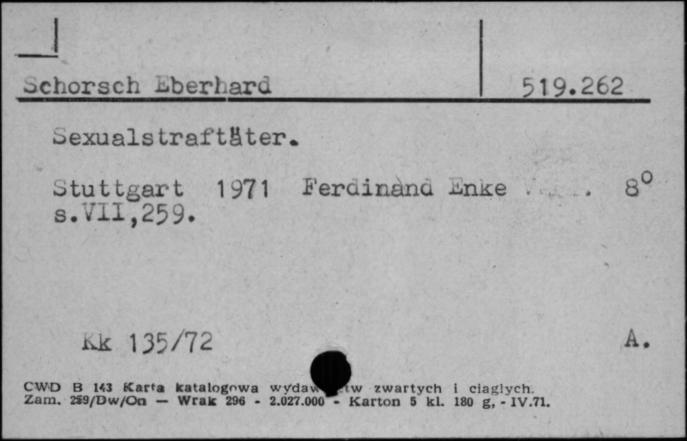 Schorsch Eberhard 519.262
Sexualstraftäter.
Stuttgart 1971 Ferdinand Enke 8°
s.VII,259.
Kk 135/72 A.
CWD B 143 Karta katalogowa zwartych i ciągłych.
Zam. 259/Dw/On — Wrak 296 - 2.027.000 - Karton 5 kl. 180 g, - IV.71.